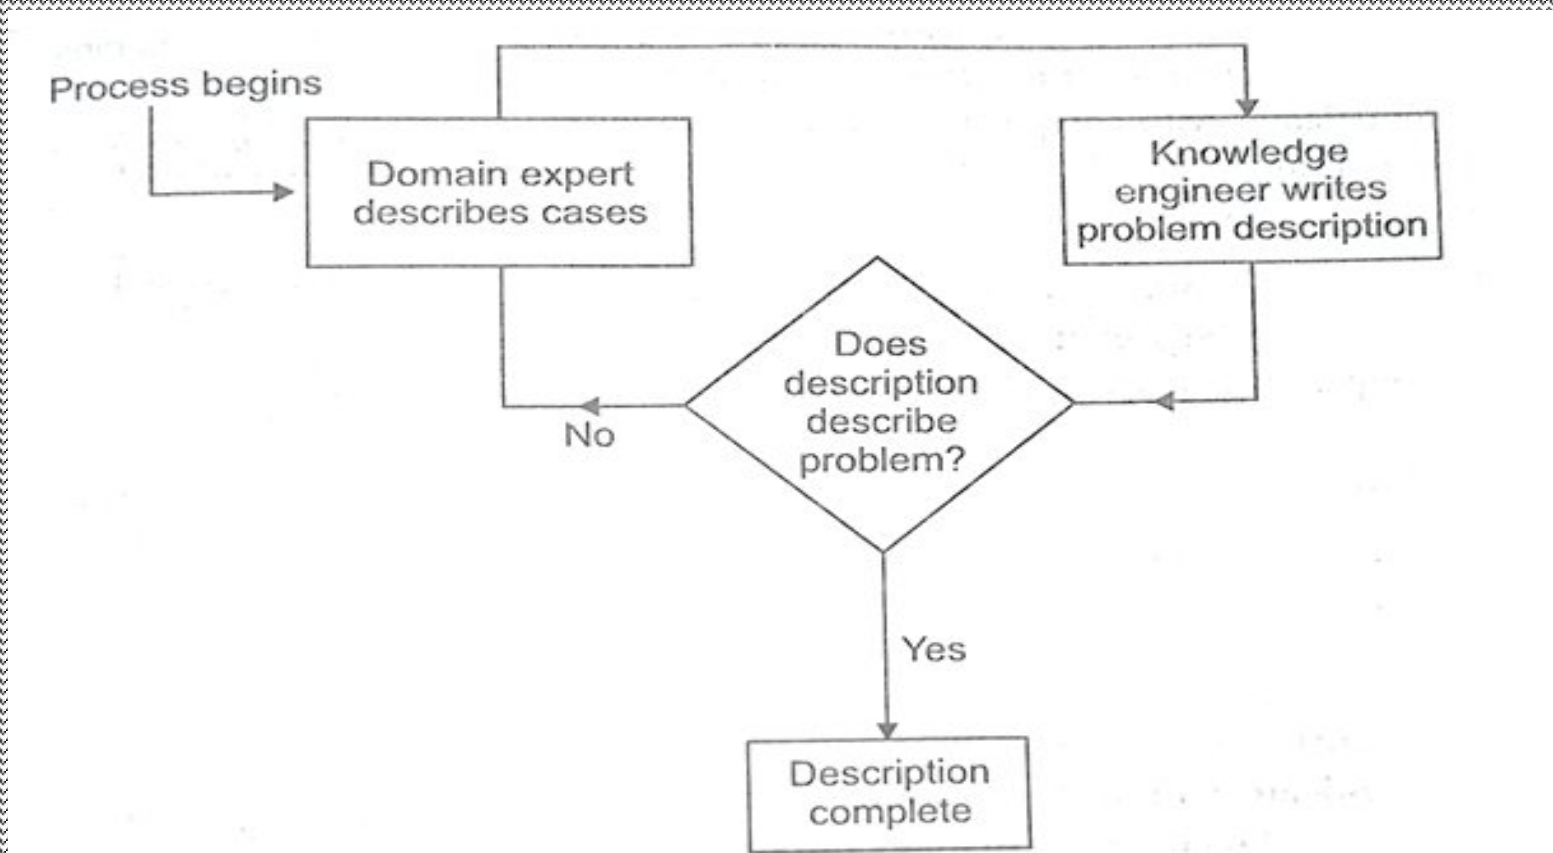 Process begins
Domain expert
describes cases
Knowledge
engineer writes
problem description
Does
description
describe
problem?
No
Yes
Description
complete